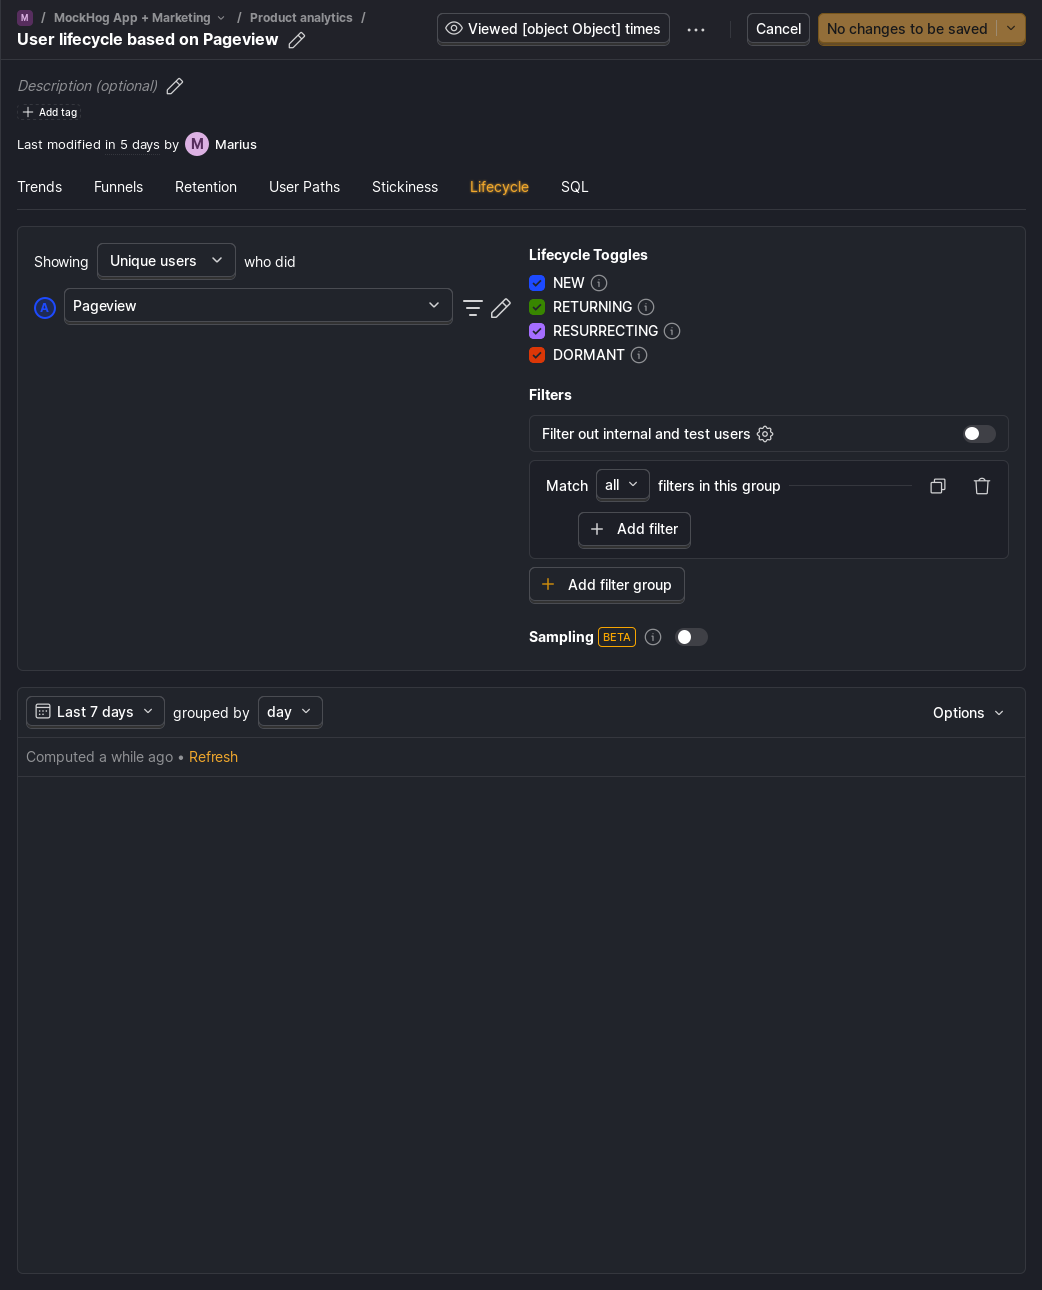 M / MockHog App + Marketing / Product analytics /
User lifecycle based on Pageview
Viewed [object Object] times
Cancel
No changes to be saved
Description (optional)
Add tag
Last modified in 5 days by M Marius
Trends Funnels Retention User Paths Stickiness Lifecycle SQL
Showing Unique users who did
A Pageview
Lifecycle Toggles
NEW
RETURNING
RESURRECTING
DORMANT
Filters
Filter out internal and test users
Match all filters in this group
Add filter
Add filter group
Sampling BETA
Last 7 days grouped by day
Options
Computed a while ago • Refresh